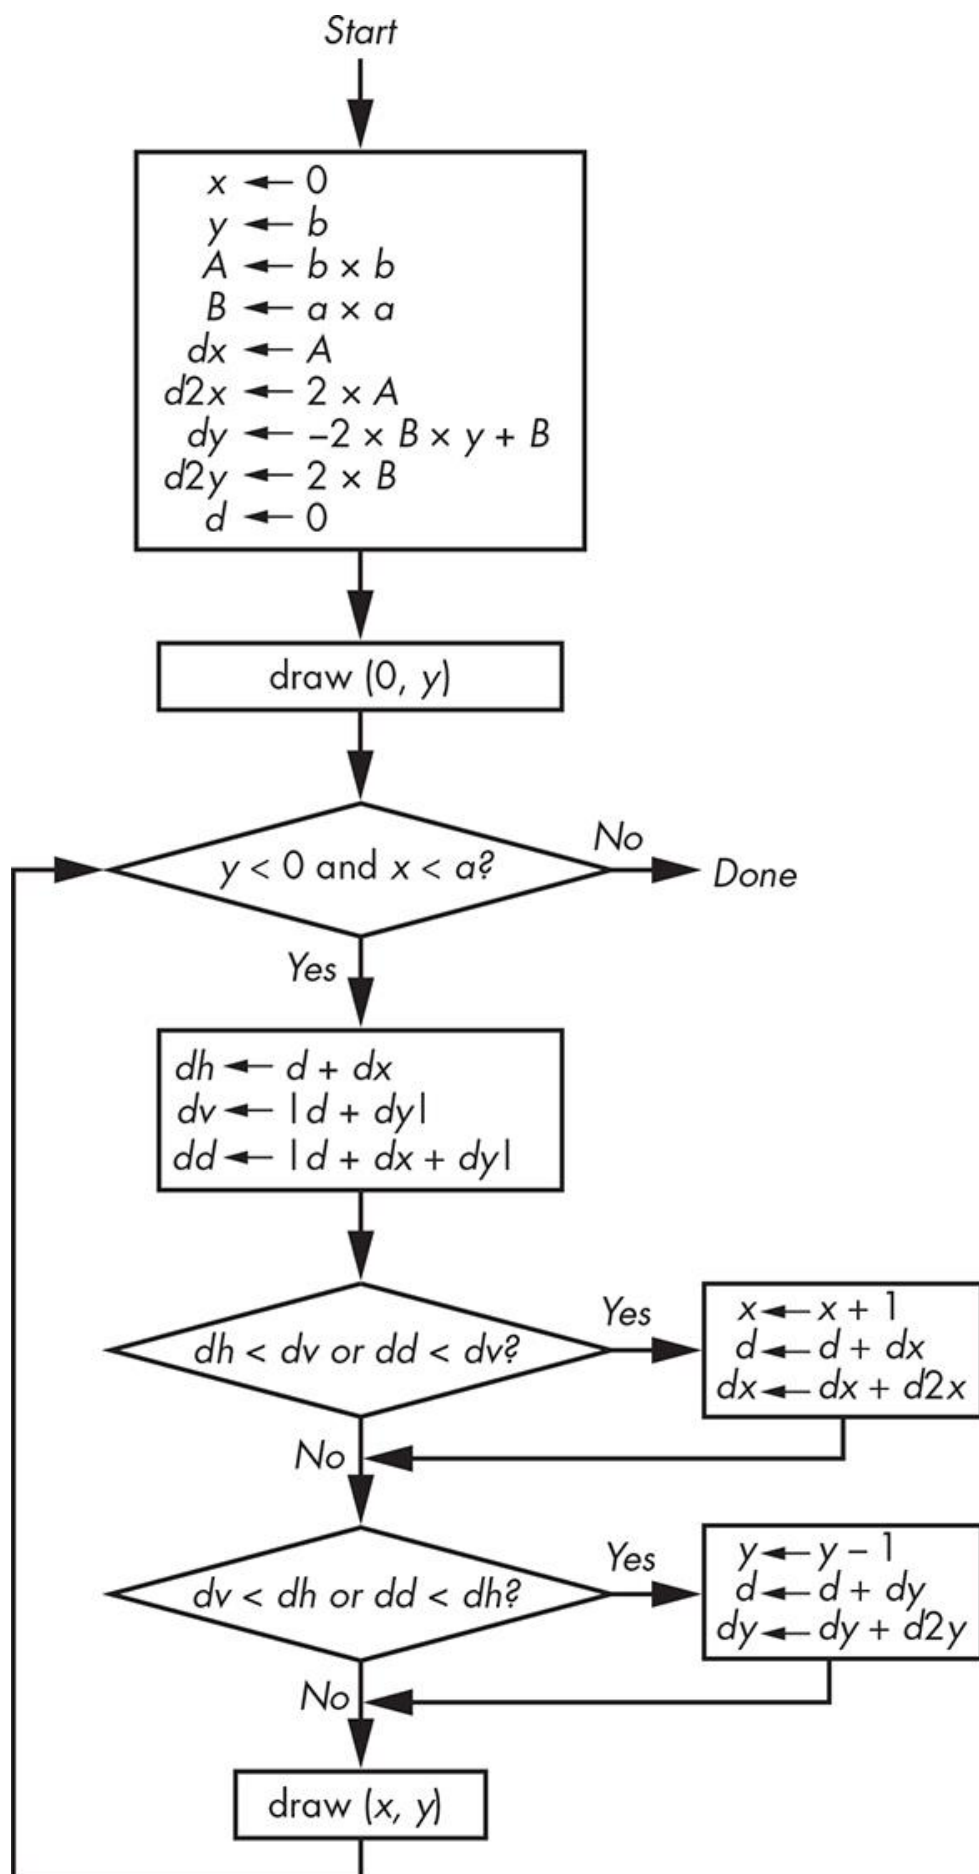 Start
x ← 0
y ← b
A ← b × b
B ← a × a
dx ← A
d2x ← 2 × A
dy ← –2 × B × y + B
d2y ← 2 × B
d ← 0
draw (0, y)
y < 0 and x < a?
No
Done
Yes
dh ← d + dx
dv ← |d + dy|
dd ← |d + dx + dy|
dh < dv or dd < dv?
Yes
x ← x + 1
d ← d + dx
dx ← dx + d2x
No
dv < dh or dd < dh?
Yes
y ← y – 1
d ← d + dy
dy ← dy + d2y
No
draw (x, y)